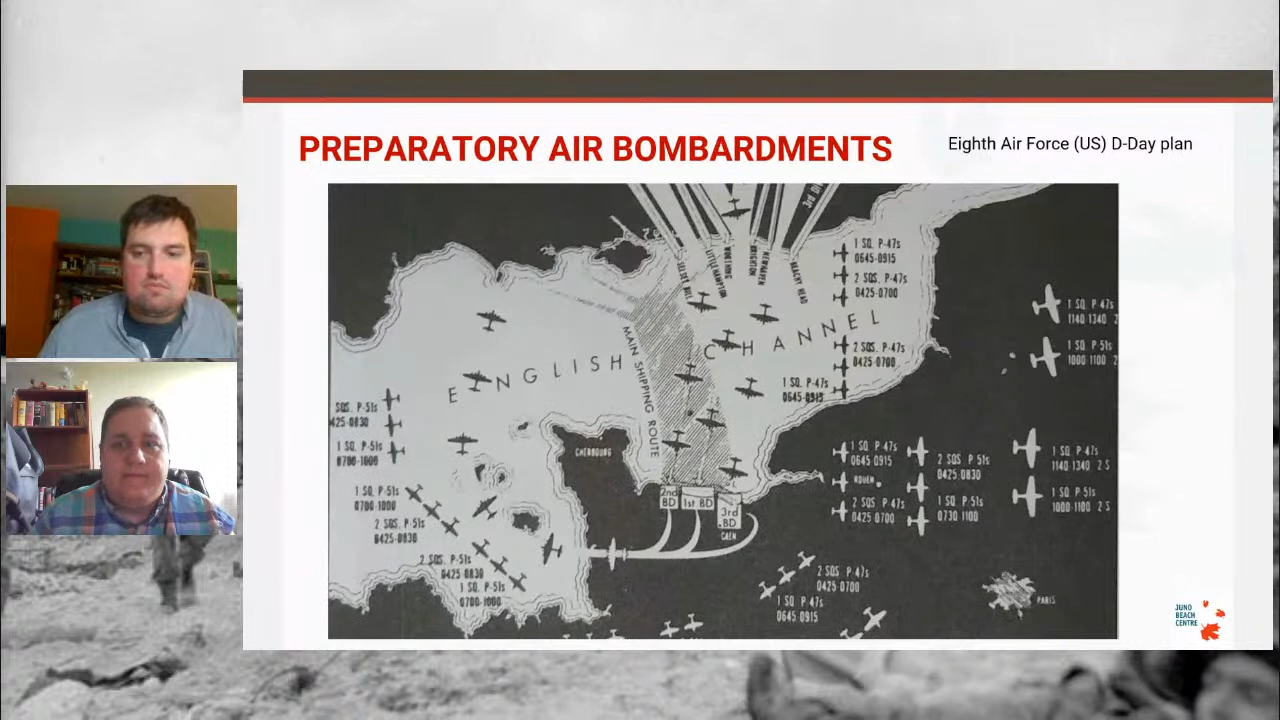 PREPARATORY AIR BOMBARDMENTS
Eighth Air Force (US) D-Day plan
SELSEY BILL
LITTLEHAMPTON
WORTHING
BRIGHTON
NEWHAVEN
BEACHY HEAD
3rd
1 SQ. P-47s
0645-0915
2 SQS. P-47s
0425-0700
ENGLISH CHANNEL
MAIN SHIPPING ROUTE
2 SQS. P-47s
0425-0700
1 SQ. P-47s
0645-0915
1 SQ P 47s
1140 1340 2
1 SQ P 51s
1000-1100 2
SQS. P-51s
425-0830
1 SQ. P-51s
0700-1000
CHERBOURG
1 SQ P 47s
0645 0915
ROUEN
2 SQS P-47s
0425 0700
2 SQS P 51s
0425 0830
1 SQ P-51s
0730 1100
1 SQ P 47s
1140 1340 2 S
1 SQ P-51s
1000-1100 2 S
1 SQ. P-51s
0700-1000
2 SQS. P-51s
0425-0830
2 SQS. P-51s
0425 0830
1 SQ. P-51s
0700-1000
2nd BD
1st BD
3rd BD
CAEN
2 SQS P-47s
0425-0700
1 SQ P-47s
0645 0915
PARIS
JUNO
BEACH
CENTRE